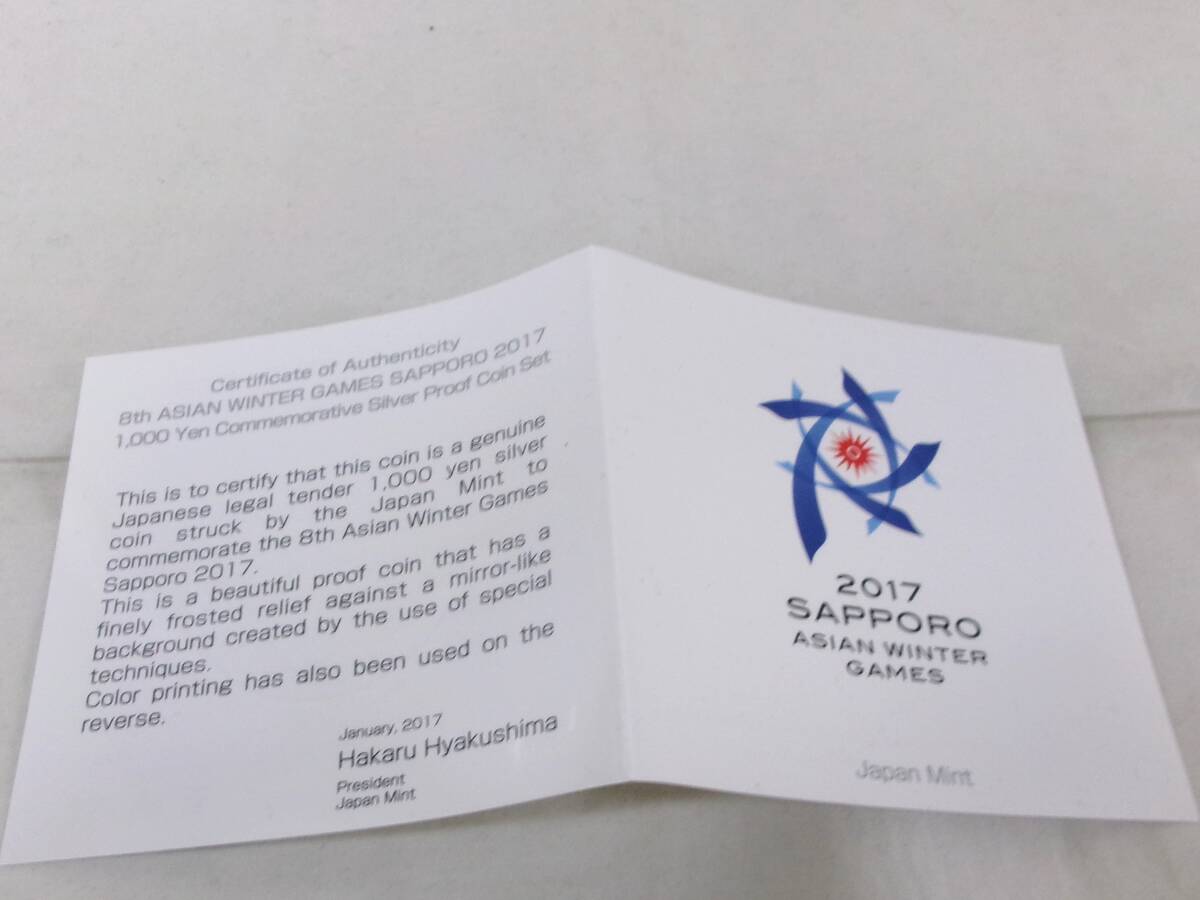 Certificate of Authenticity
8th ASIAN WINTER GAMES SAPPORO 2017
1,000 Yen Commemorative Silver Proof Coin Set
This is to certify that this coin is a genuine
Japanese legal tender 1,000 yen silver
coin struck by the Japan Mint to
commemorate the 8th Asian Winter Games
Sapporo 2017.
This is a beautiful proof coin that has a
finely frosted relief against a mirror-like
background created by the use of special
techniques.
Color printing has also been used on the
reverse.
January, 2017
Hakaru Hyakushima
President
Japan Mint
2017
SAPPORO
ASIAN WINTER
GAMES
Japan Mint